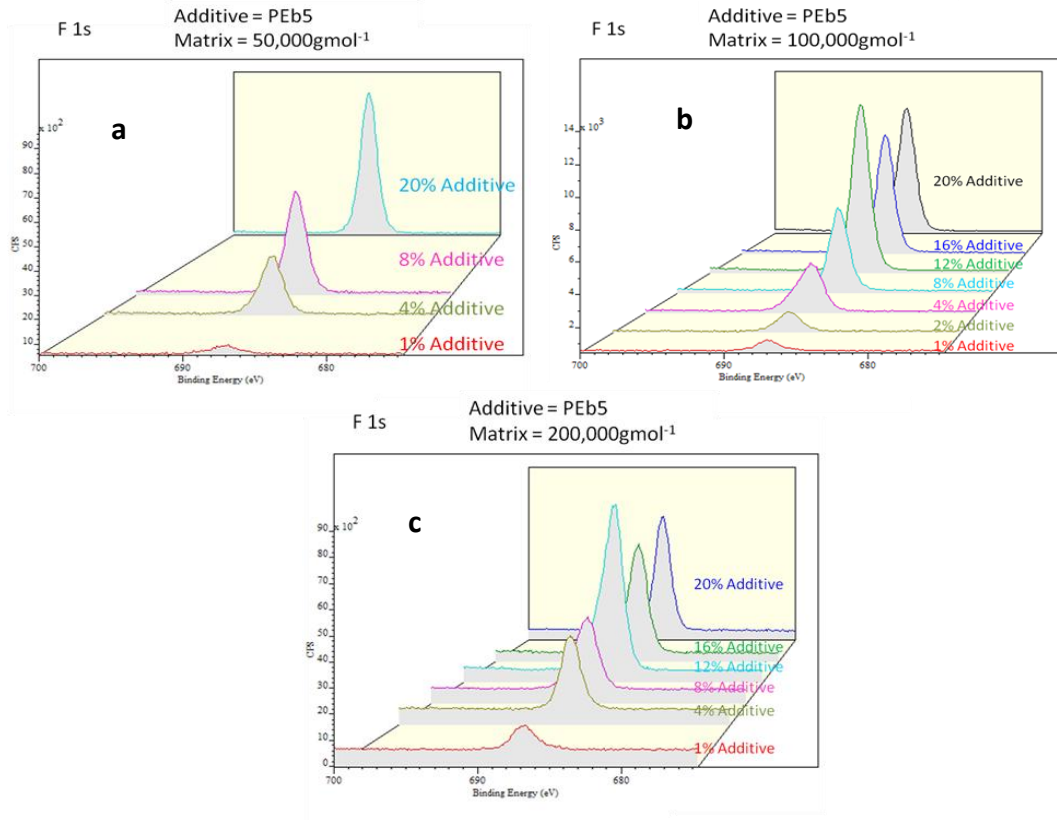 F 1s
Additive = PEb5
Matrix = 50,000gmol-1
a
x 10²
90
80
70
60
50
40
30
20
10
CPS
20% Additive
8% Additive
4% Additive
1% Additive
700
690
680
Binding Energy (eV)
F 1s
Additive = PEb5
Matrix = 100,000gmol-1
b
x 10³
14
12
10
8
6
4
2
CPS
20% Additive
16% Additive
12% Additive
8% Additive
4% Additive
2% Additive
1% Additive
700
690
680
Binding Energy (eV)
F 1s
Additive = PEb5
Matrix = 200,000gmol-1
c
x 10²
90
80
70
60
50
40
30
20
10
0
CPS
20% Additive
16% Additive
12% Additive
8% Additive
4% Additive
1% Additive
700
690
680
Binding Energy (eV)